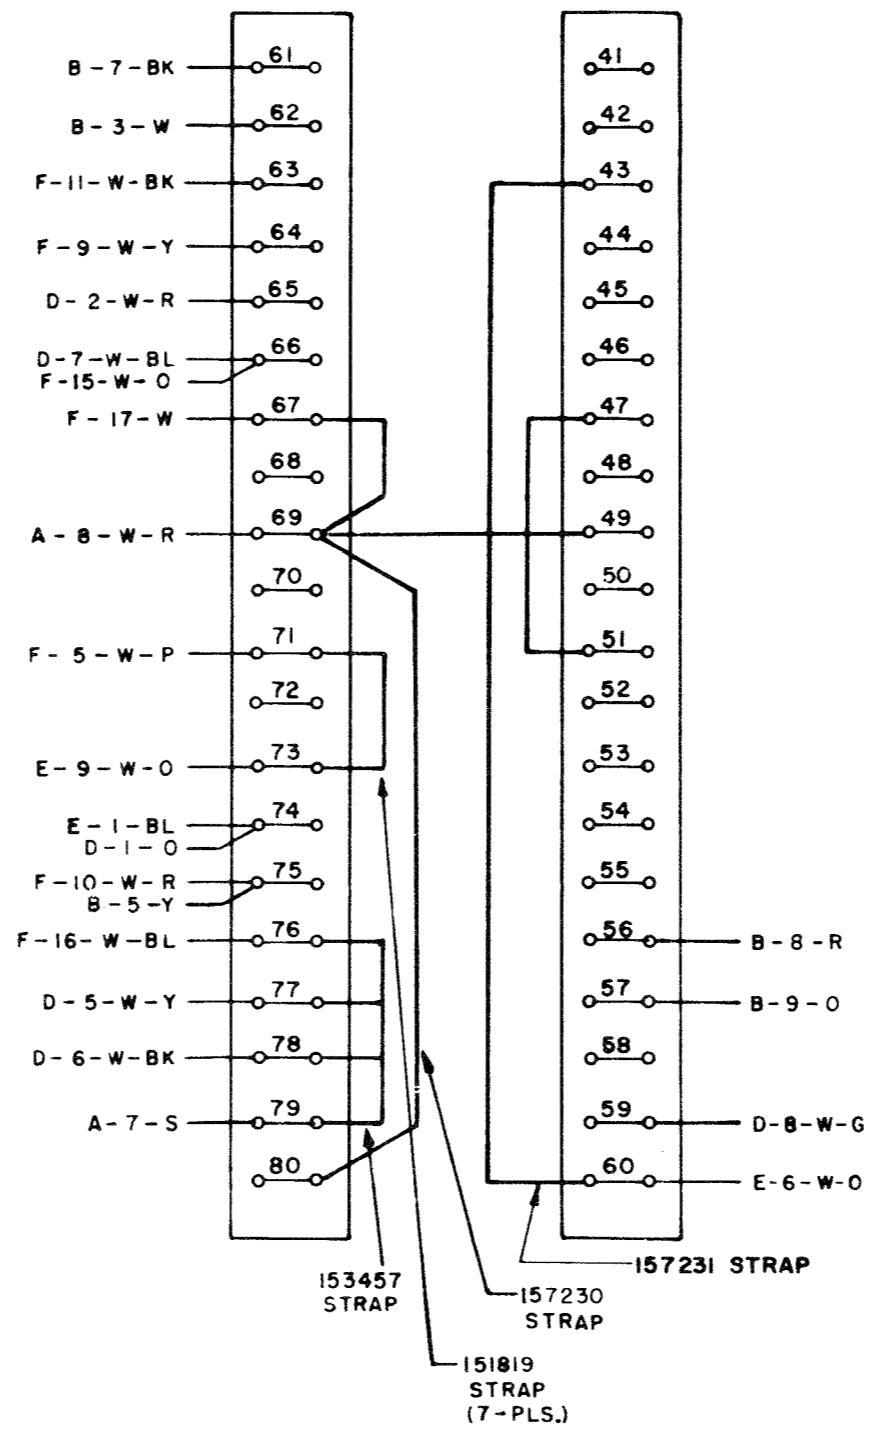 B-7-BK 61
B-3-W 62
F-11-W-BK 63
F-9-W-Y 64
D-2-W-R 65
D-7-W-BL 66
F-15-W-O
F-17-W 67
68
A-8-W-R 69
70
F-5-W-P 71
72
E-9-W-O 73
E-1-BL 74
D-1-O
F-10-W-R 75
B-5-Y
F-16-W-BL 76
D-5-W-Y 77
D-6-W-BK 78
A-7-S 79
80
41
42
43
44
45
46
47
48
49
50
51
52
53
54
55
56 B-8-R
57 B-9-O
58
59 D-8-W-G
60 E-6-W-O
153457
STRAP
157230
STRAP
157231 STRAP
151819
STRAP
(7-PLS.)